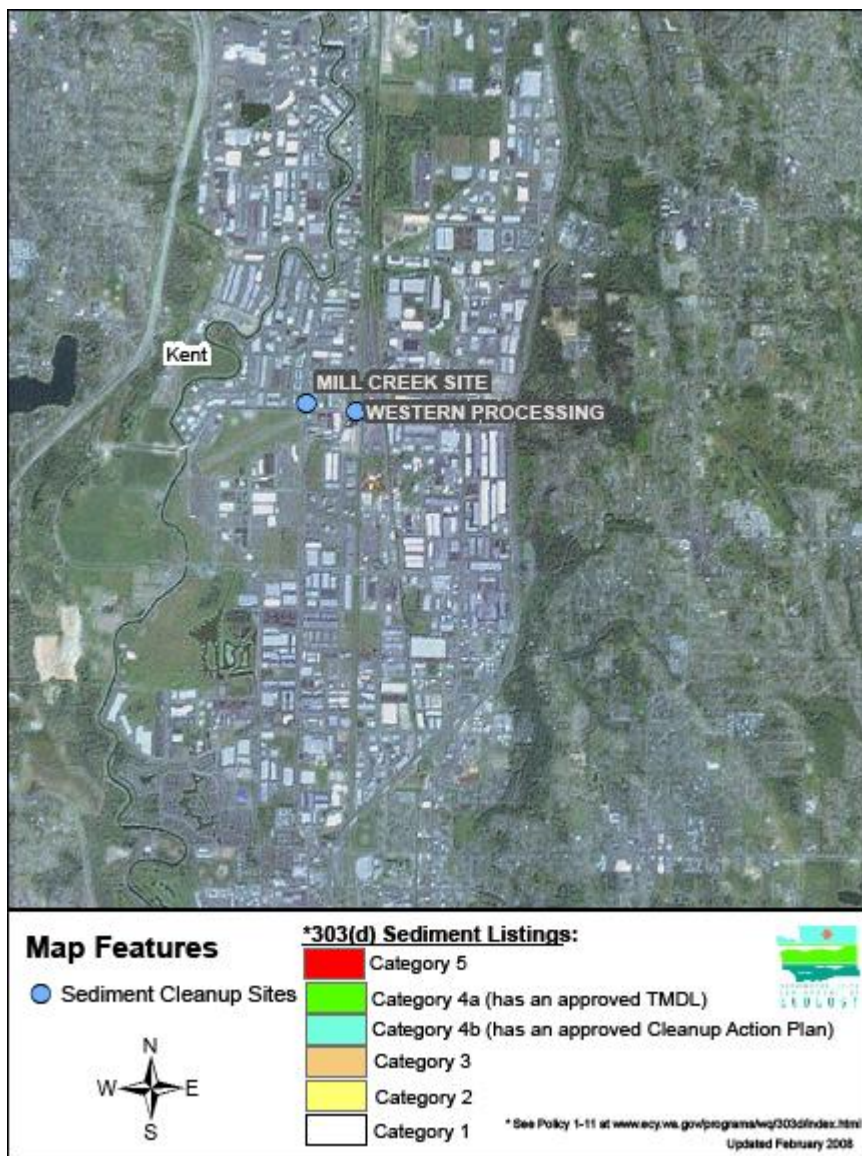 Kent
MILL CREEK SITE
WESTERN PROCESSING
Map Features
Sediment Cleanup Sites
N
W E
S
*303(d) Sediment Listings:
Category 5
Category 4a (has an approved TMDL)
Category 4b (has an approved Cleanup Action Plan)
Category 3
Category 2
Category 1
ECOLOGY
* See Policy 1-11 at www.ecy.wa.gov/programs/wq/303d/index.html
Updated February 2008